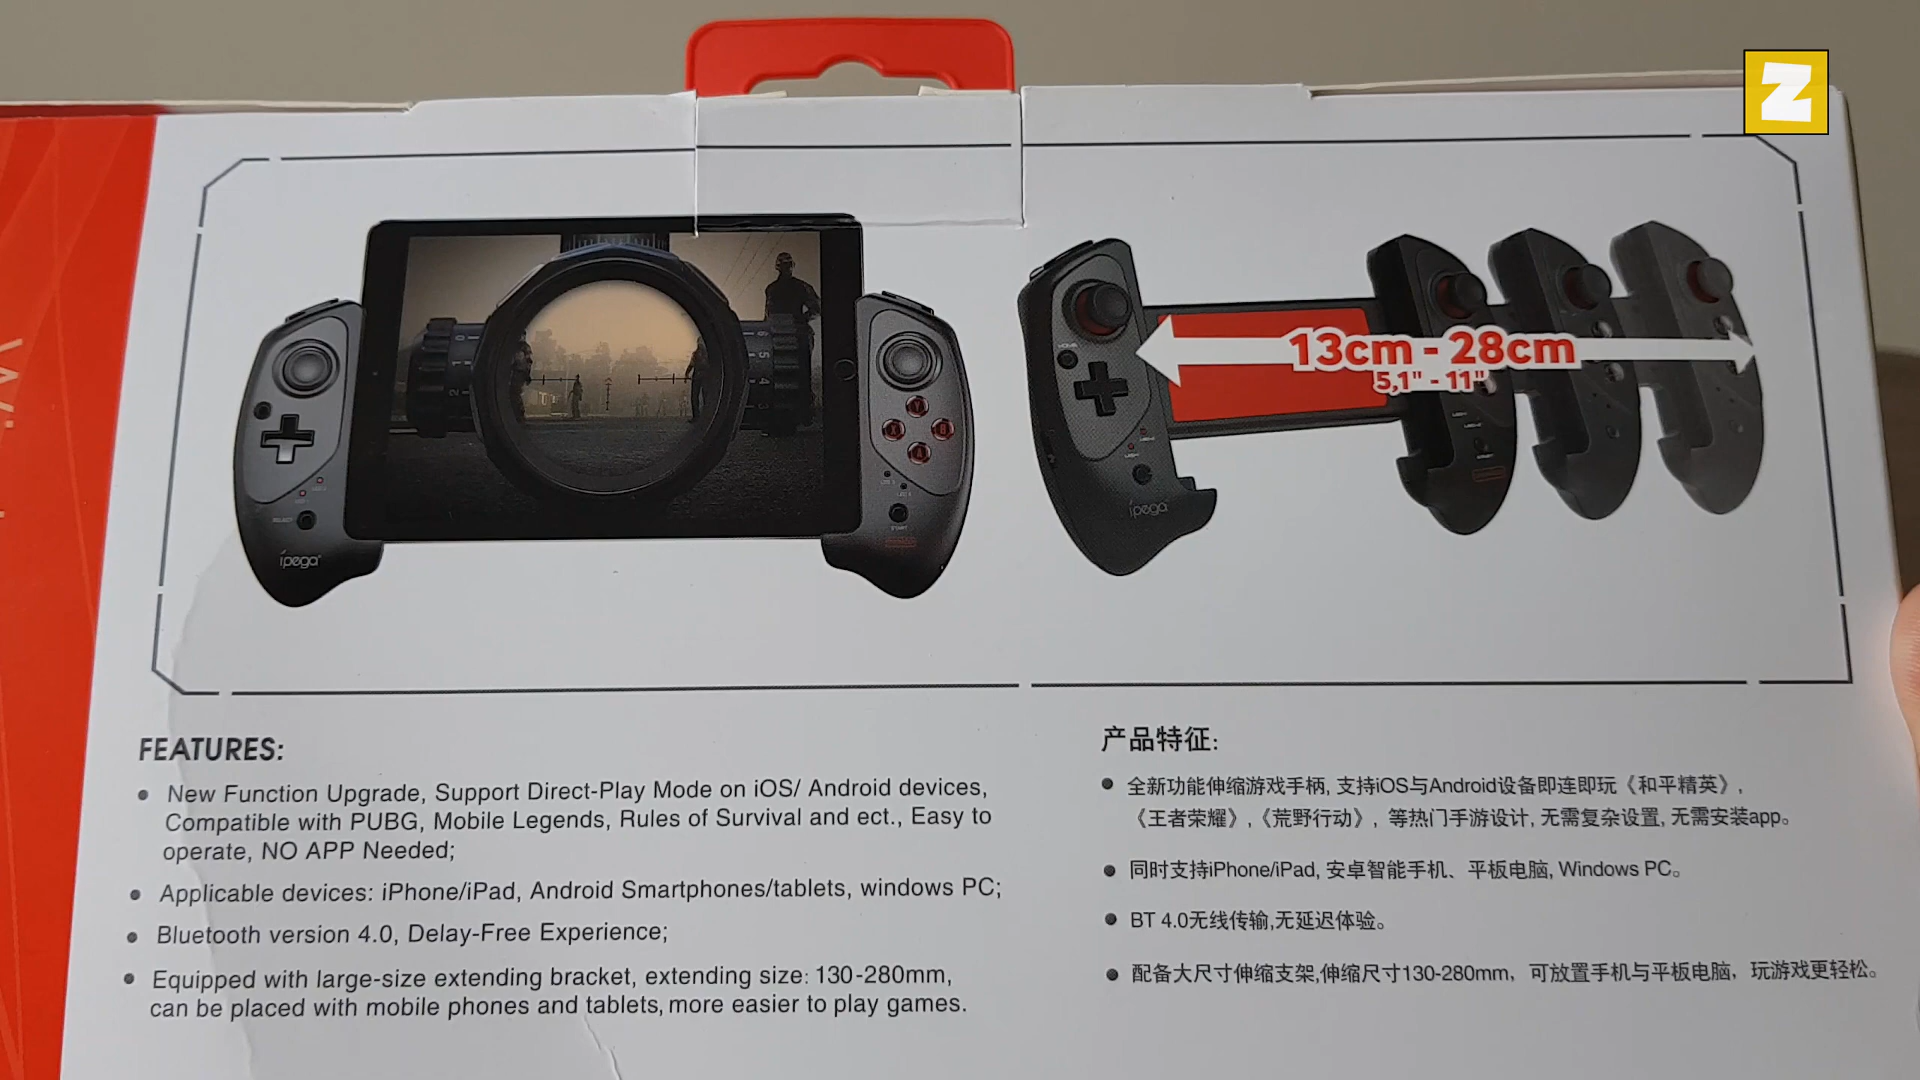 Z
13cm - 28cm
5,1" - 11"
HOME
Y
X
B
A
SELECT
START
ípega
ípega
FEATURES:
New Function Upgrade, Support Direct-Play Mode on iOS/ Android devices,
Compatible with PUBG, Mobile Legends, Rules of Survival and ect., Easy to
operate, NO APP Needed;
Applicable devices: iPhone/iPad, Android Smartphones/tablets, windows PC;
Bluetooth version 4.0, Delay-Free Experience;
Equipped with large-size extending bracket, extending size: 130-280mm,
can be placed with mobile phones and tablets, more easier to play games.
产品特征:
全新功能伸缩游戏手柄, 支持iOS与Android设备即连即玩《和平精英》,
《王者荣耀》,《荒野行动》, 等热门手游设计, 无需复杂设置, 无需安装app。
同时支持iPhone/iPad, 安卓智能手机、平板电脑, Windows PC。
BT 4.0无线传输,无延迟体验。
配备大尺寸伸缩支架,伸缩尺寸130-280mm, 可放置手机与平板电脑, 玩游戏更轻松。